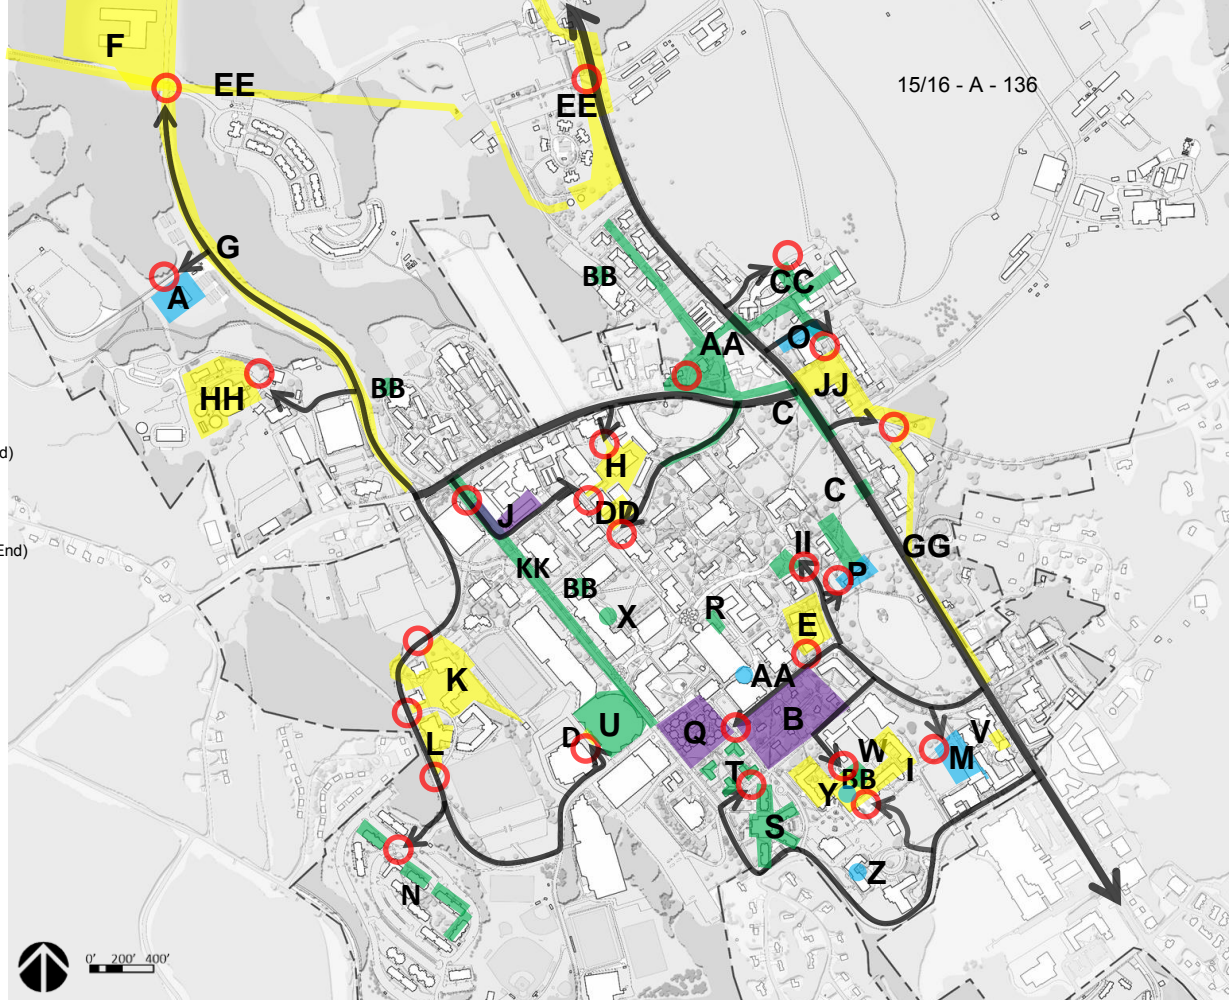 F
EE
EE
15/16 - A - 136
G
BB
CC
A
O
AA
HH
BB
JJ
C
d)
H
C
J
DD
End)
II
GG
KK
P
BB
X
R
E
K
AA
U
B
Q
D
V
L
W
M
T
BB
I
Y
S
Z
N
0' 200' 400'